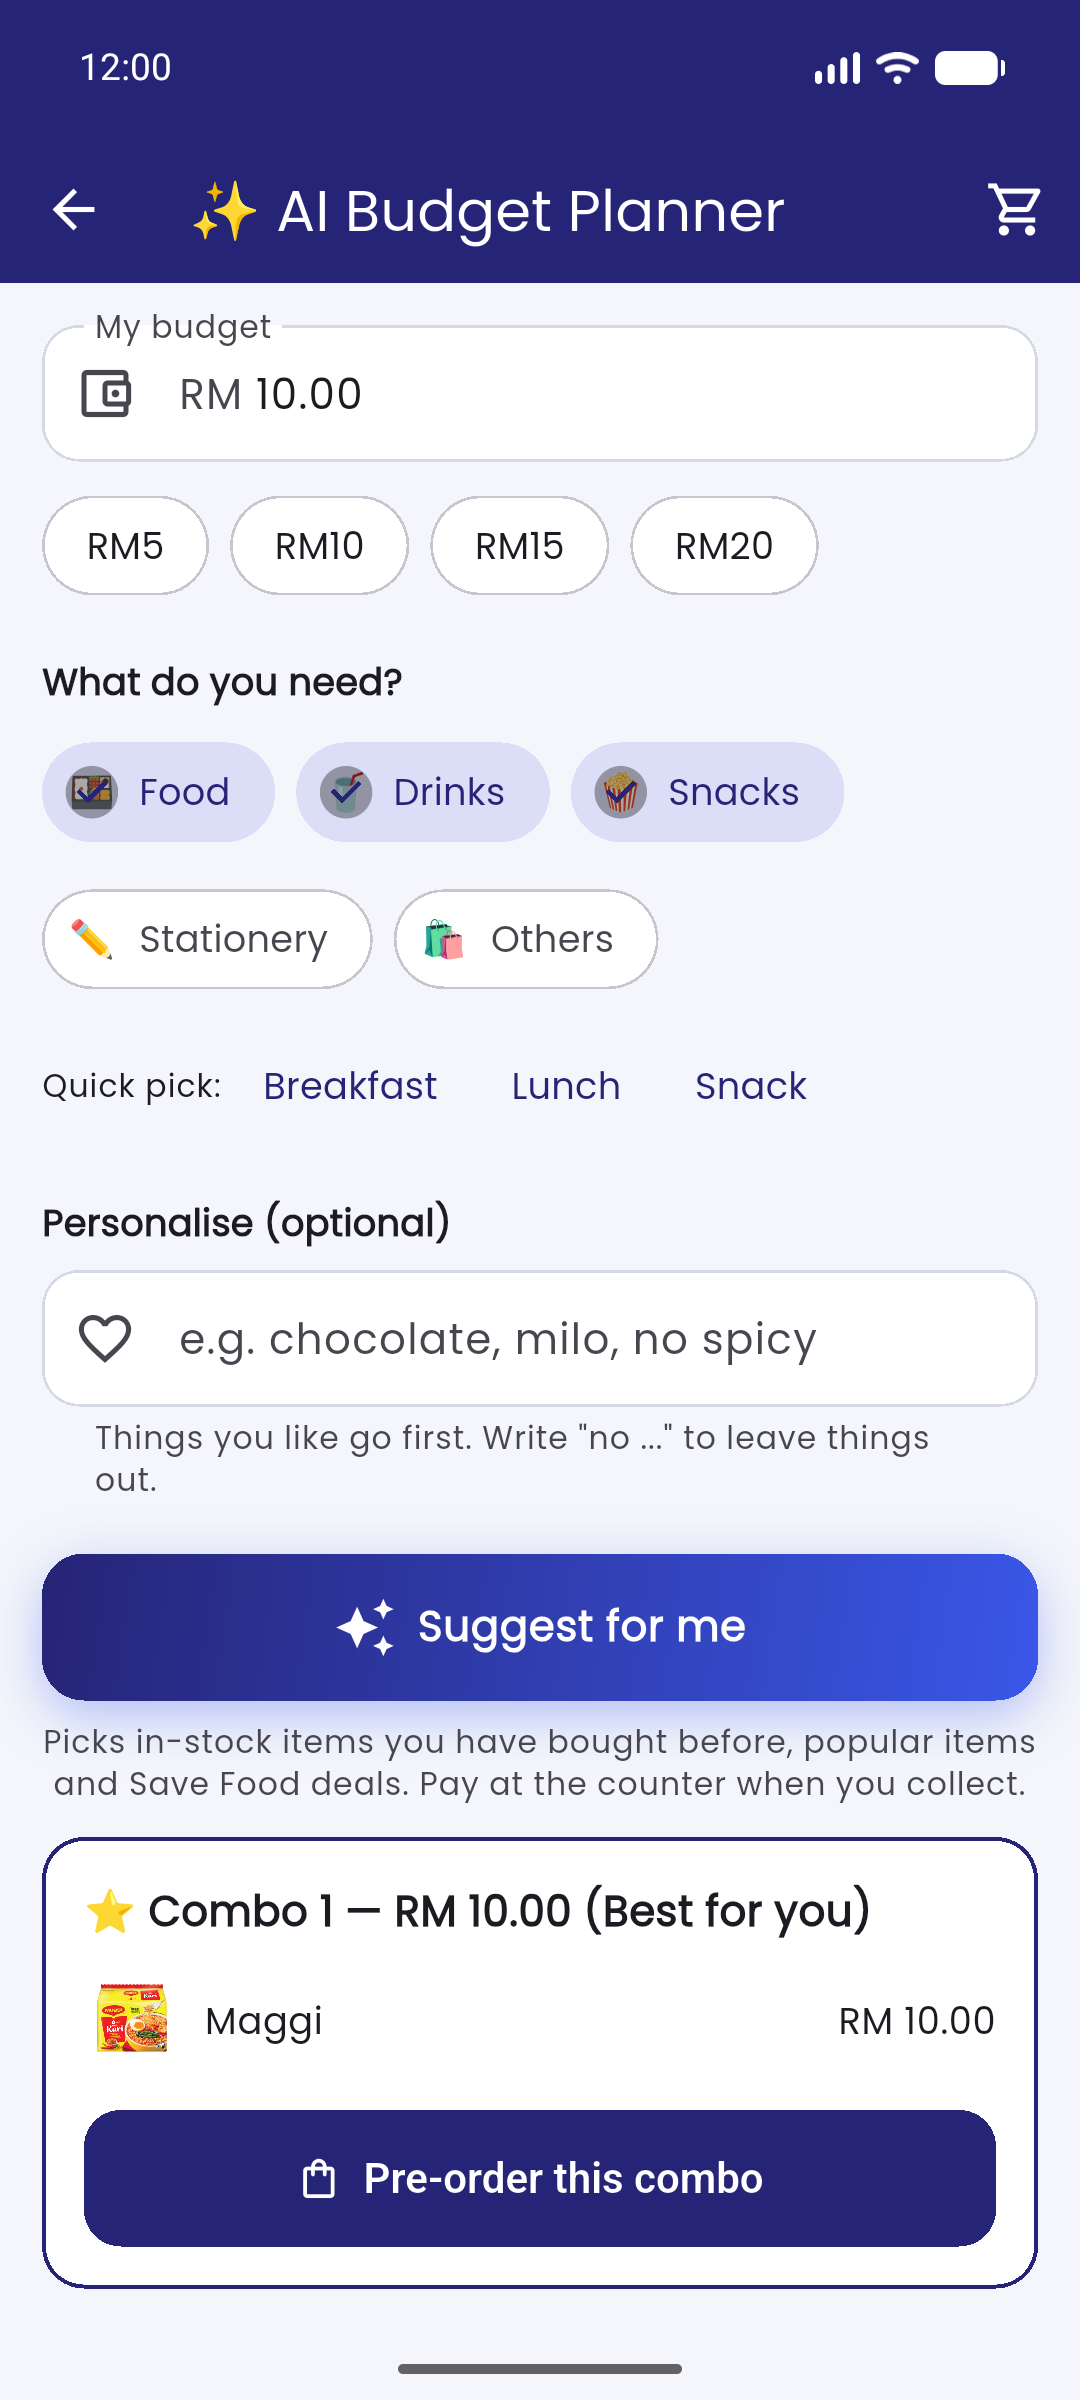 12:00
✨ AI Budget Planner
My budget
RM 10.00
RM5 RM10 RM15 RM20
What do you need?
Food Drinks Snacks
Stationery Others
Quick pick: Breakfast Lunch Snack
Personalise (optional)
e.g. chocolate, milo, no spicy
Things you like go first. Write "no ..." to leave things
out.
Suggest for me
Picks in-stock items you have bought before, popular items
and Save Food deals. Pay at the counter when you collect.
⭐ Combo 1 — RM 10.00 (Best for you)
Maggi RM 10.00
Pre-order this combo